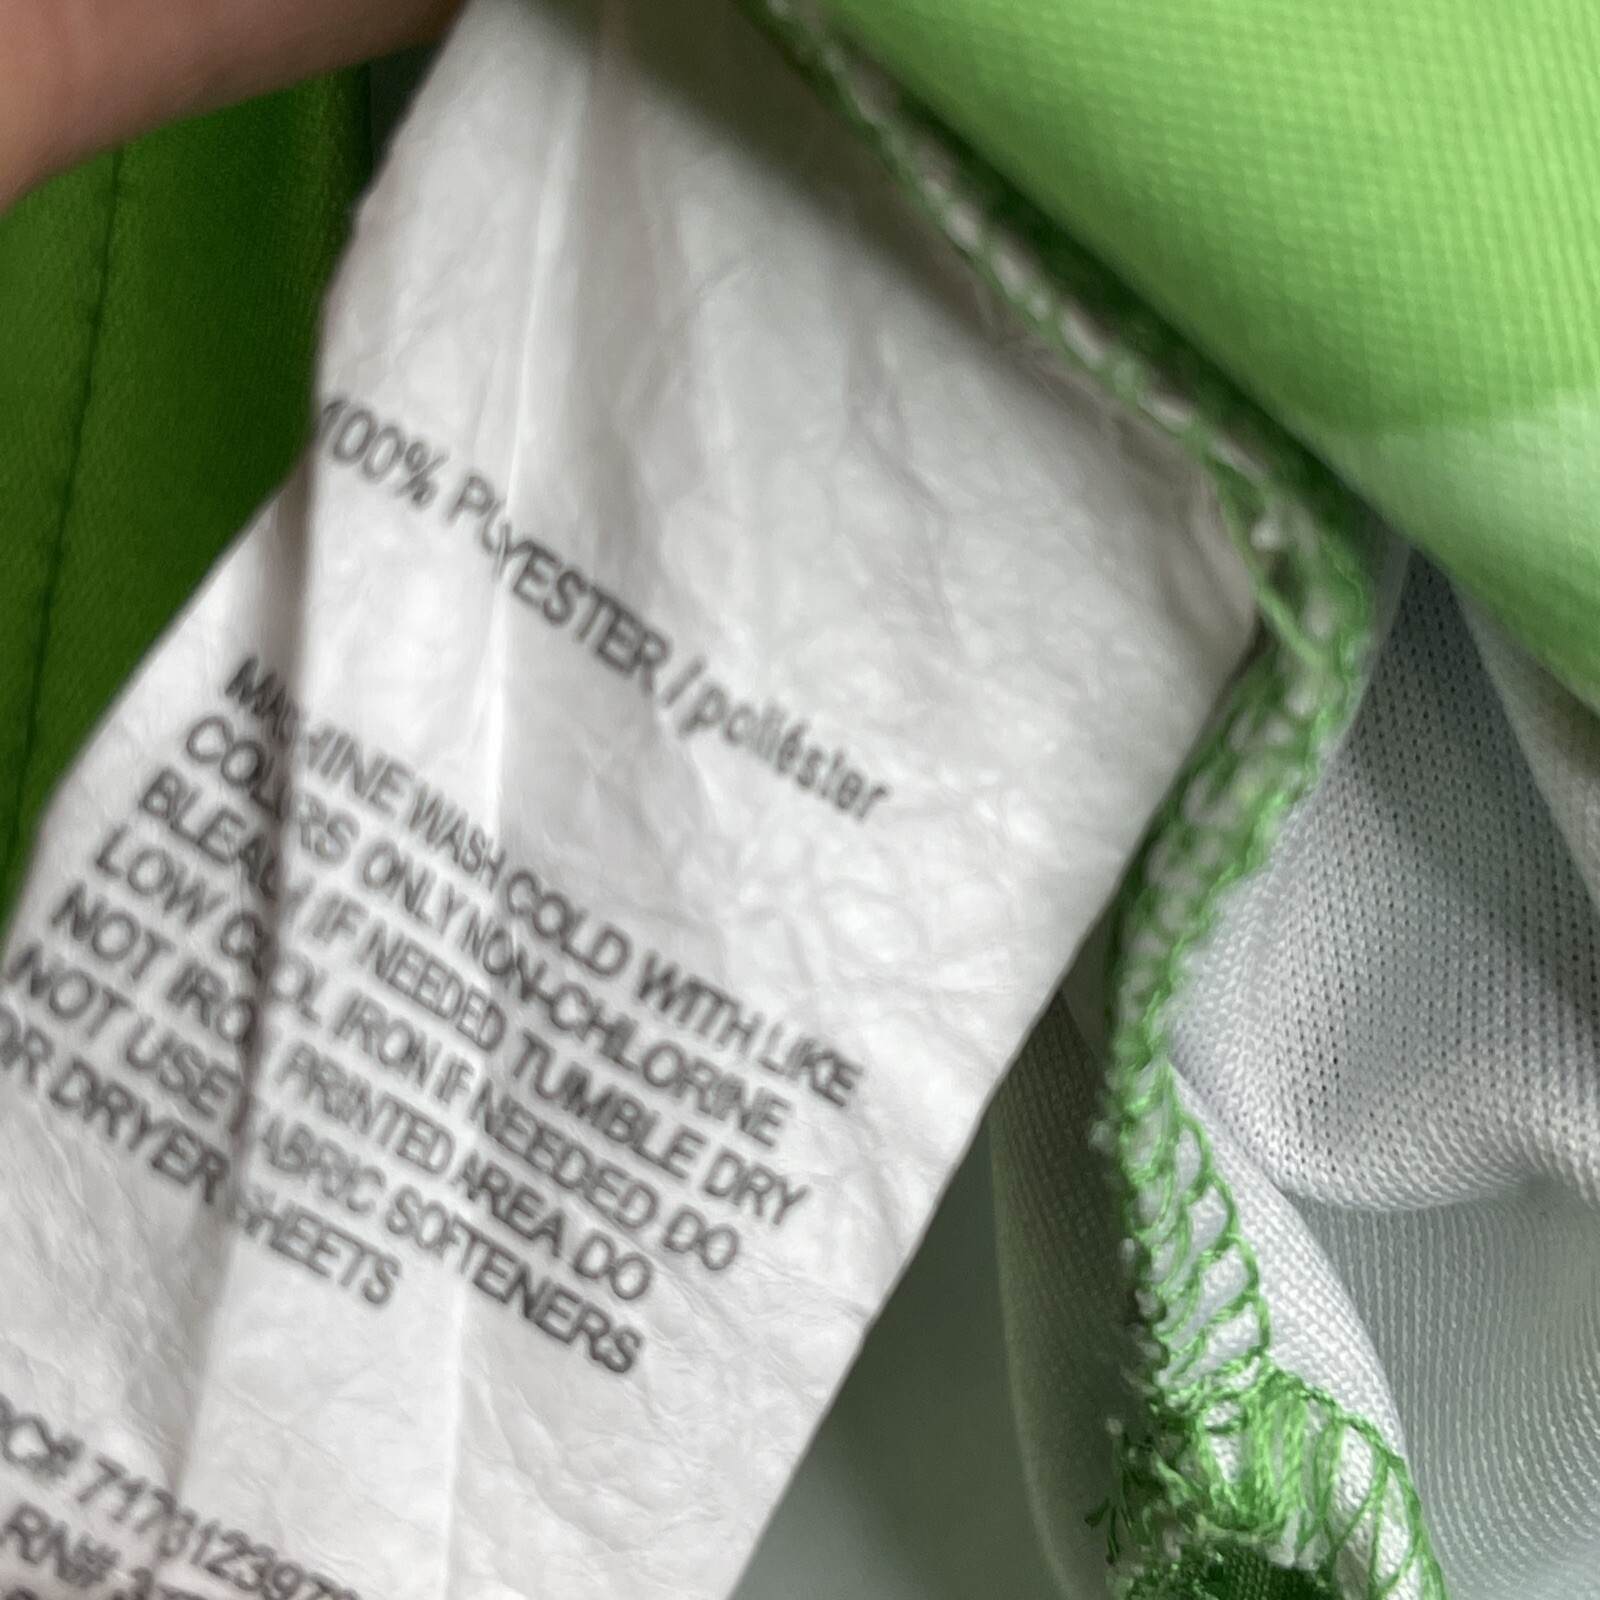 100% POLYESTER / poliéster
MACHINE WASH COLD WITH LIKE
COLORS ONLY NON-CHLORINE
BLEACH IF NEEDED TUMBLE DRY
LOW COOL IRON IF NEEDED DO
NOT IRON PRINTED AREA DO
NOT USE FABRIC SOFTENERS
OR DRYER SHEETS
RN#